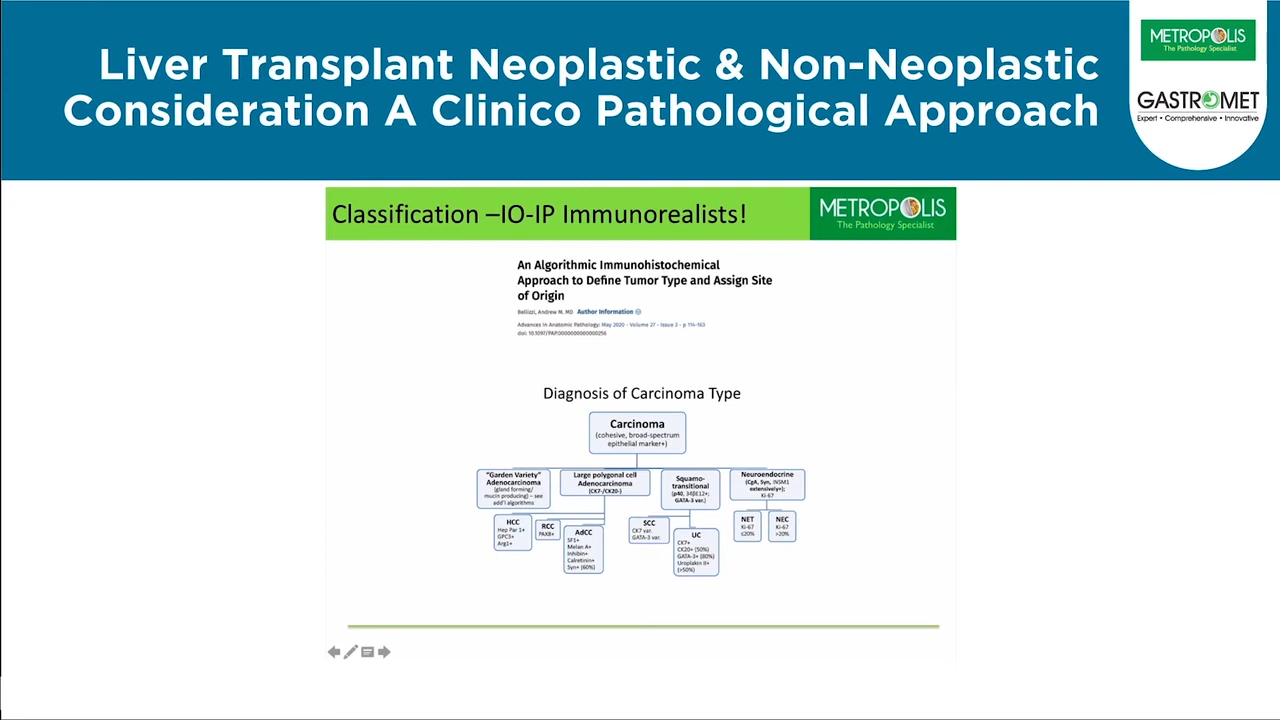 Liver Transplant Neoplastic & Non-Neoplastic
Consideration A Clinico Pathological Approach
METROPOLIS
The Pathology Specialist
GASTROMET
Expert • Comprehensive • Innovative
Classification –IO-IP Immunorealists!
METROPOLIS
The Pathology Specialist
An Algorithmic Immunohistochemical
Approach to Define Tumor Type and Assign Site
of Origin
Bellizzi, Andrew M. MD Author Information
Advances in Anatomic Pathology: May 2020 - Volume 27 - Issue 3 - p 114-163
doi: 10.1097/PAP.0000000000000256
Diagnosis of Carcinoma Type
Carcinoma
(cohesive, broad-spectrum
epithelial marker+)
"Garden Variety"
Adenocarcinoma
(gland forming/
mucin producing) – see
add'l algorithms
Large polygonal cell
Adenocarcinoma
(CK7-/CK20-)
Squamo-
transitional
(p40, 34βE12+;
GATA-3 var.)
Neuroendocrine
(CgA, Syn, INSM1
extensively+);
Ki-67
HCC
Hep Par 1+
GPC3+
Arg1+
RCC
PAX8+
AdCC
SF1+
Melan A+
Inhibin+
Calretinin+
Syn+ (60%)
SCC
CK7 var.
GATA-3 var.
UC
CK7+
CK20+ (50%)
GATA-3+ (80%)
Uroplakin II+
(>50%)
NET
Ki-67
≤20%
NEC
Ki-67
>20%